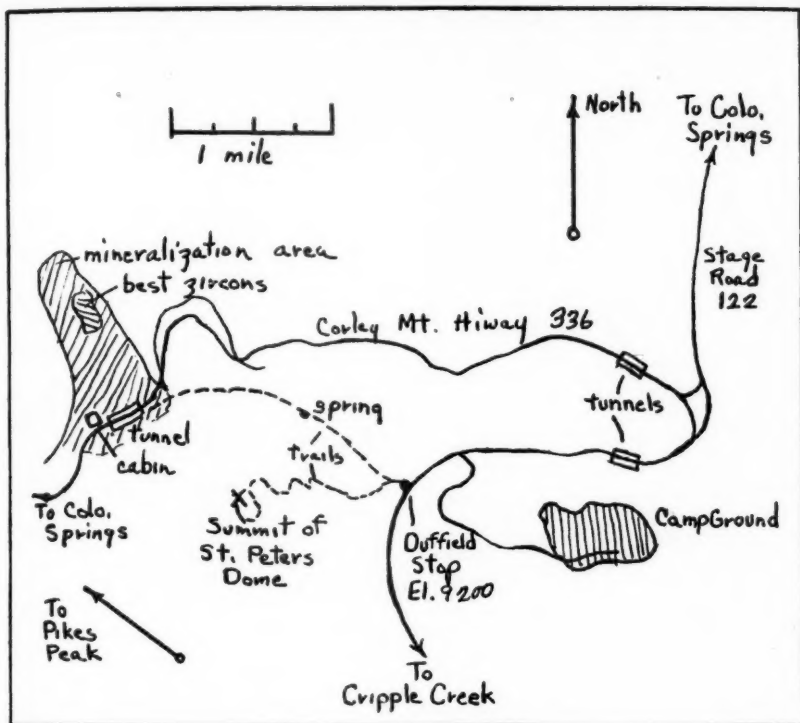 North
To Colo.
Springs
1 mile
mineralization area
best zircons
Stage
Road
122
Corley Mt. Hiway 336
tunnels
spring
trails
tunnel
cabin
To Colo.
Springs
Summit of
St. Peters
Dome
CampGround
Duffield
Stop
El. 9200
To
Pikes
Peak
To
Cripple Creek